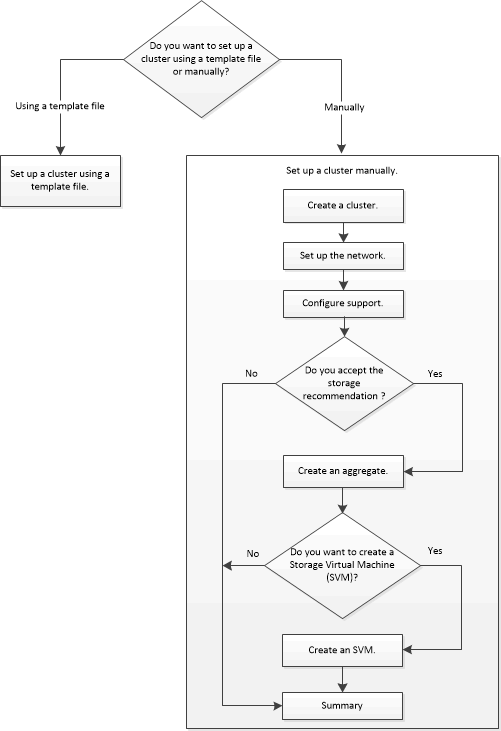 Do you want to set up a
cluster using a template file
or manually?
Using a template file
Manually
Set up a cluster using a
template file.
Set up a cluster manually.
Create a cluster.
Set up the network.
Configure support.
Do you accept the
storage
recommendation ?
No
Yes
Create an aggregate.
Do you want to create a
Storage Virtual Machine
(SVM)?
No
Yes
Create an SVM.
Summary